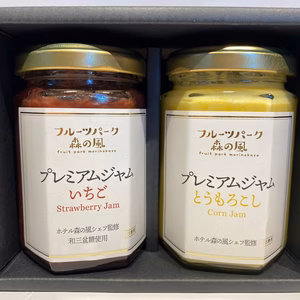 フルーツパーク
森の風
Fruit park morinokaze
プレミアムジャム
いちご
Strawberry Jam
ホテル森の風シェフ監修
和三盆糖使用
フルーツパーク
森の風
Fruit park morinokaze
プレミアムジャム
とうもろこし
Corn Jam
ホテル森の風シェフ監修